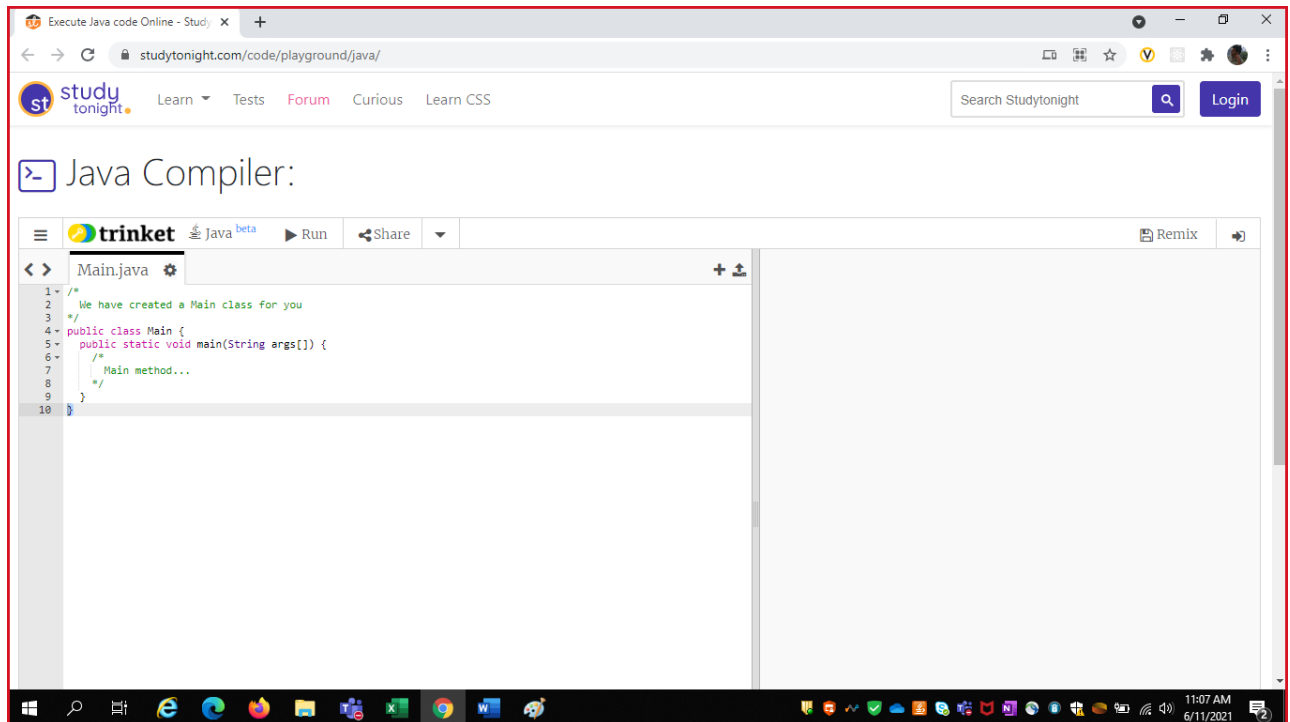 Execute Java code Online - Study
studytonight.com/code/playground/java/
st study tonight Learn Tests Forum Curious Learn CSS Search Studytonight Login
>_ Java Compiler:
trinket Java beta Run Share Remix
< > Main.java
1 /*
2 We have created a Main class for you
3 */
4 public class Main {
5 public static void main(String args[]) {
6 /*
7 Main method...
8 */
9 }
10 }
11:07 AM
6/11/2021
2